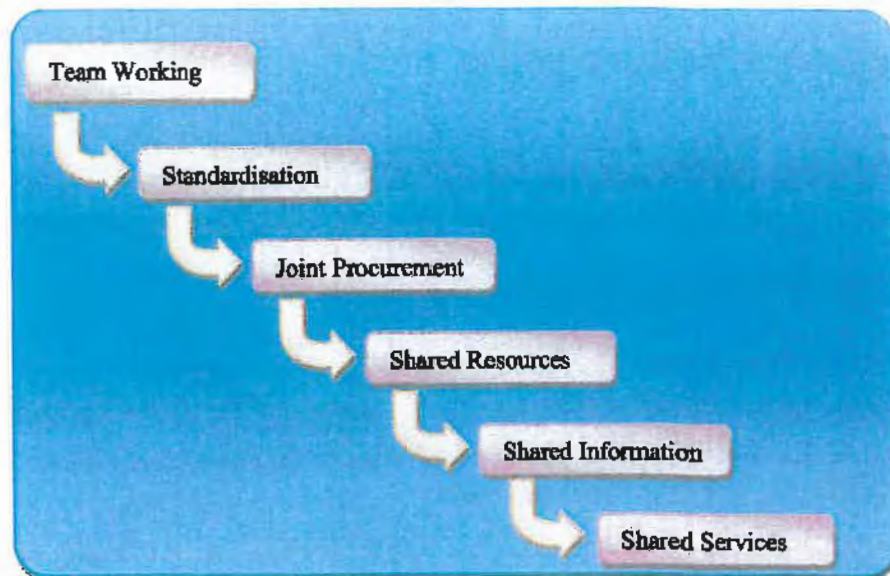 Team Working
Standardisation
Joint Procurement
Shared Resources
Shared Information
Shared Services